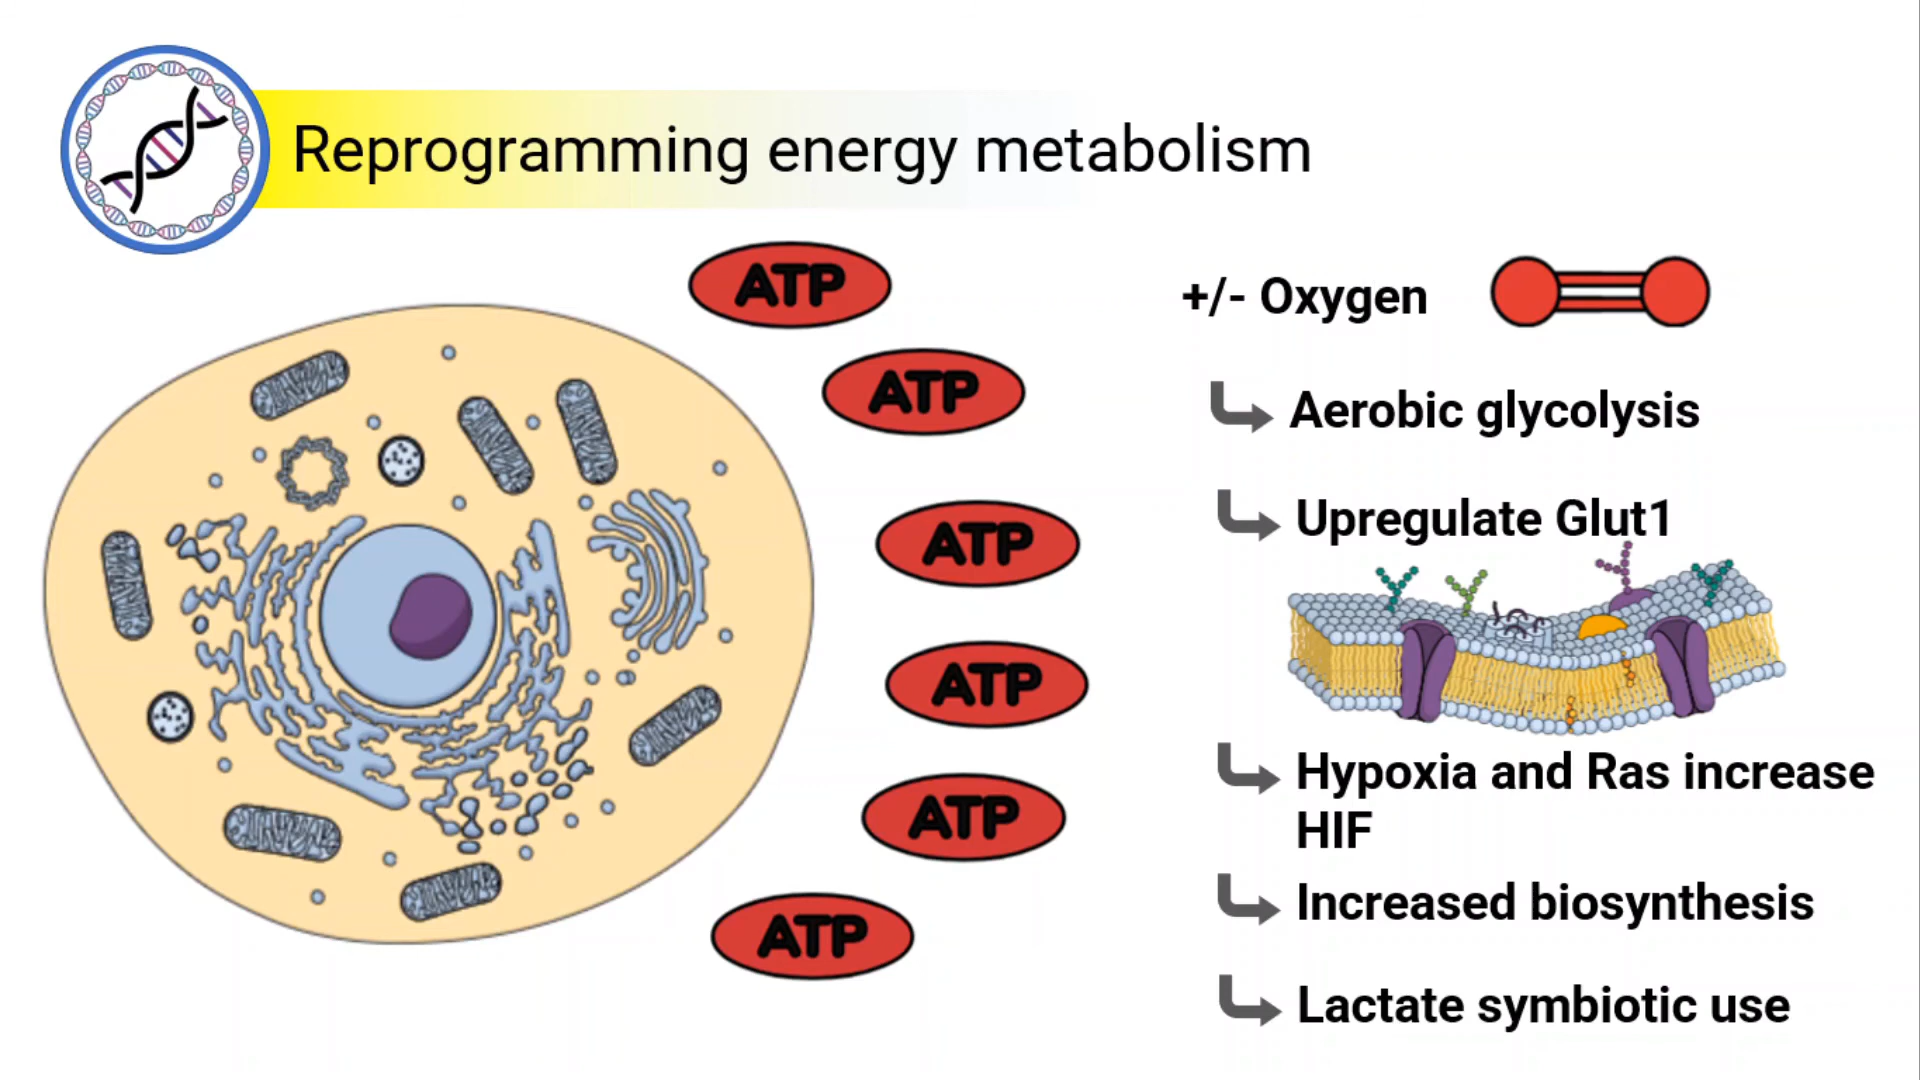 Reprogramming energy metabolism
ATP
ATP
ATP
ATP
ATP
ATP
+/- Oxygen
Aerobic glycolysis
Upregulate Glut1
Hypoxia and Ras increase
HIF
Increased biosynthesis
Lactate symbiotic use